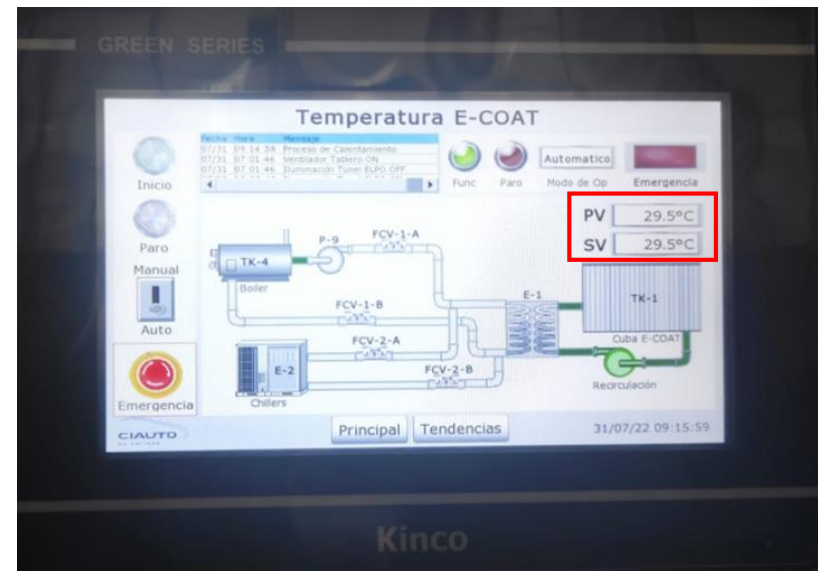 GREEN SERIES
Temperatura E-COAT
Fecha Hora Mensaje
07/31 09 14 58 Proceso de Calentamiento
07/31 07 01 46 Ventilador Tablero ON
07/31 07 01 46 Iluminación Tunel ELPO OFF
Automatico
Inicio
Func Paro Modo de Op Emergencia
PV 29.5°C
SV 29.5°C
Paro
P-9
FCV-1-A
TK-4
Manual
Boiler
E-1
TK-1
FCV-1-B
Auto
FCV-2-A
Cuba E-COAT
E-2
FCV-2-B
Recirculación
Emergencia
Chillers
CIAUTO
Principal Tendencias 31/07/22 09:15:59
Kinco